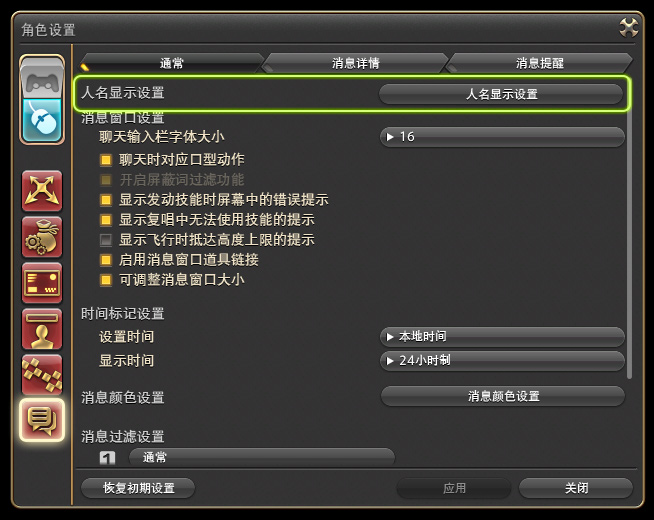 角色设置
通常 消息详情 消息提醒
人名显示设置 人名显示设置
消息窗口设置
聊天输入栏字体大小 16
聊天时对应口型动作
开启屏蔽词过滤功能
显示发动技能时屏幕中的错误提示
显示复唱中无法使用技能的提示
显示飞行时抵达高度上限的提示
启用消息窗口道具链接
可调整消息窗口大小
时间标记设置
设置时间 本地时间
显示时间 24小时制
消息颜色设置 消息颜色设置
消息过滤设置
1 通常
恢复初期设置 应用 关闭